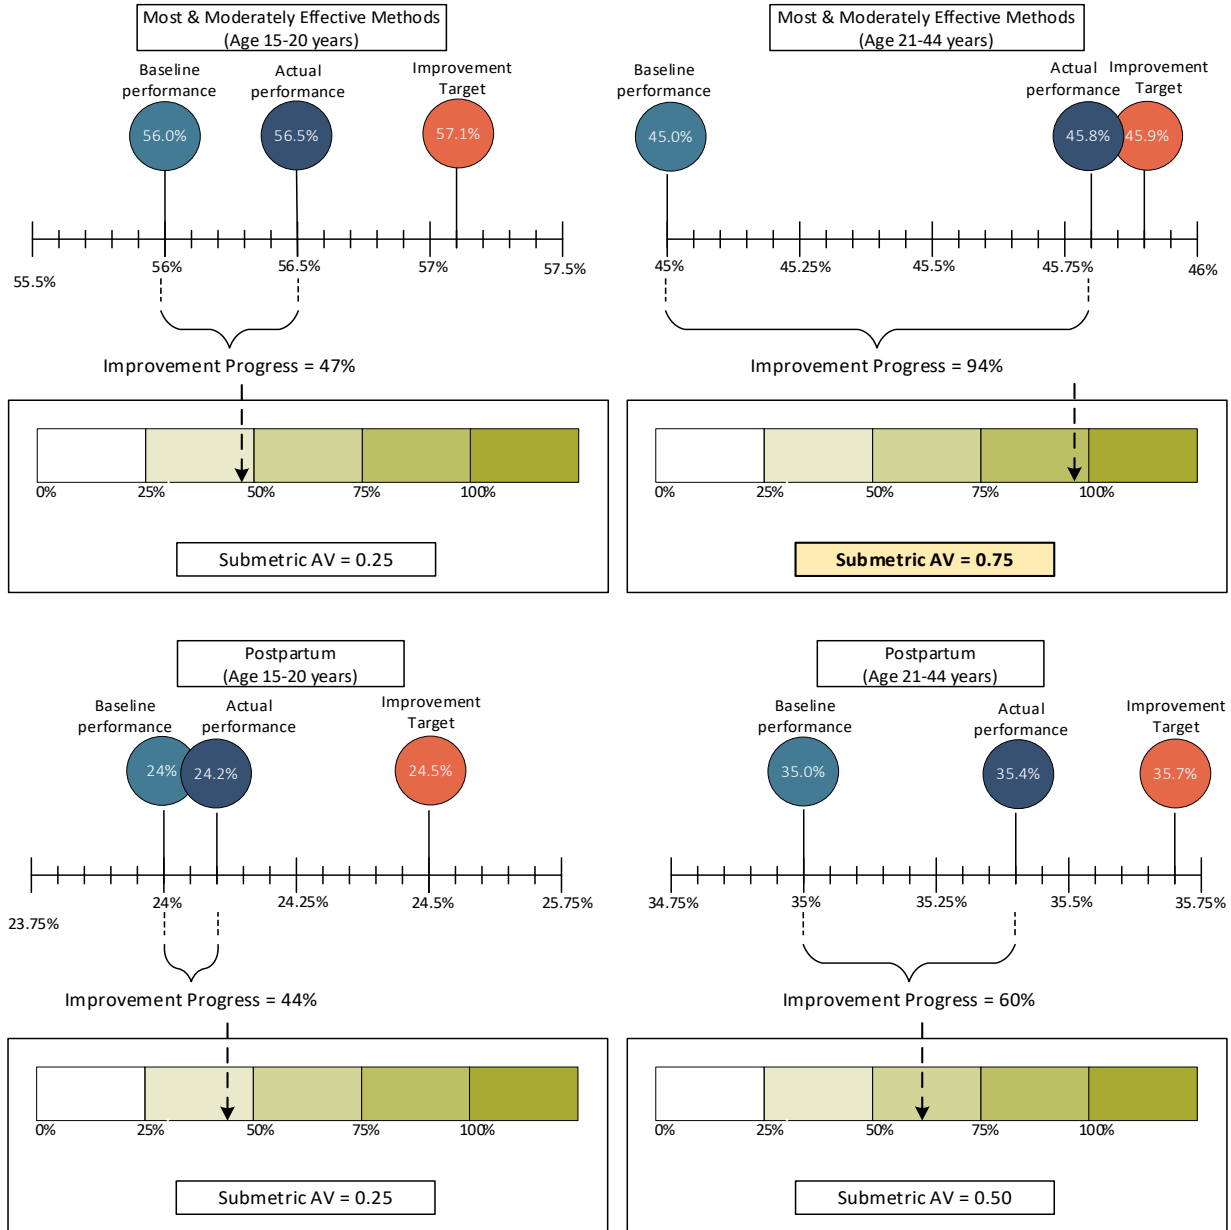 Most & Moderately Effective Methods
(Age 15-20 years)
Baseline
performance
Actual
performance
Improvement
Target
56.0%
56.5%
57.1%
55.5%
56%
56.5%
57%
57.5%
Improvement Progress = 47%
0%
25%
50%
75%
100%
Submetric AV = 0.25
Most & Moderately Effective Methods
(Age 21-44 years)
Baseline
performance
Actual
performance
Improvement
Target
45.0%
45.8%
45.9%
45%
45.25%
45.5%
45.75%
46%
Improvement Progress = 94%
0%
25%
50%
75%
100%
Submetric AV = 0.75
Postpartum
(Age 15-20 years)
Baseline
performance
Actual
performance
Improvement
Target
24%
24.2%
24.5%
23.75%
24%
24.25%
24.5%
25.75%
Improvement Progress = 44%
0%
25%
50%
75%
100%
Submetric AV = 0.25
Postpartum
(Age 21-44 years)
Baseline
performance
Actual
performance
Improvement
Target
35.0%
35.4%
35.7%
34.75%
35%
35.25%
35.5%
35.75%
Improvement Progress = 60%
0%
25%
50%
75%
100%
Submetric AV = 0.50